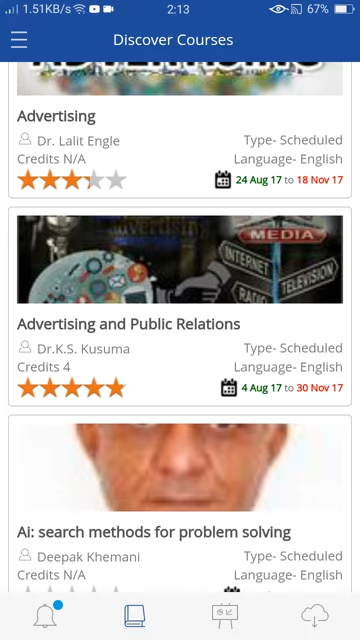 1.51KB/s 2:13 67%
Discover Courses
Advertising
Dr. Lalit Engle Type- Scheduled
Credits N/A Language- English
24 Aug 17 to 18 Nov 17
MEDIA
INTERNET
TELEVISION
RADIO
Advertising and Public Relations
Dr.K.S. Kusuma Type- Scheduled
Credits 4 Language- English
4 Aug 17 to 30 Nov 17
Ai: search methods for problem solving
Deepak Khemani Type- Scheduled
Credits N/A Language- English